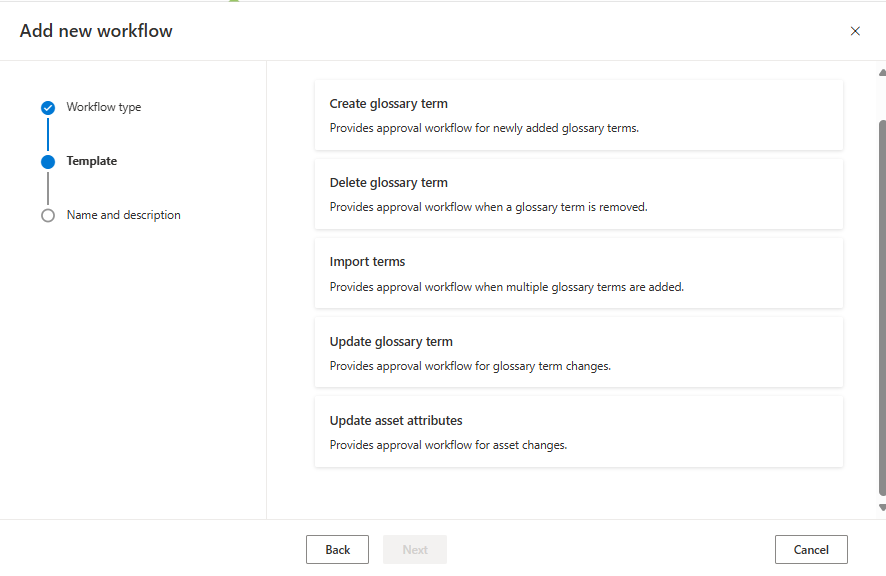 Add new workflow
Workflow type
Template
Name and description
Create glossary term
Provides approval workflow for newly added glossary terms.
Delete glossary term
Provides approval workflow when a glossary term is removed.
Import terms
Provides approval workflow when multiple glossary terms are added.
Update glossary term
Provides approval workflow for glossary term changes.
Update asset attributes
Provides approval workflow for asset changes.
Back
Next
Cancel